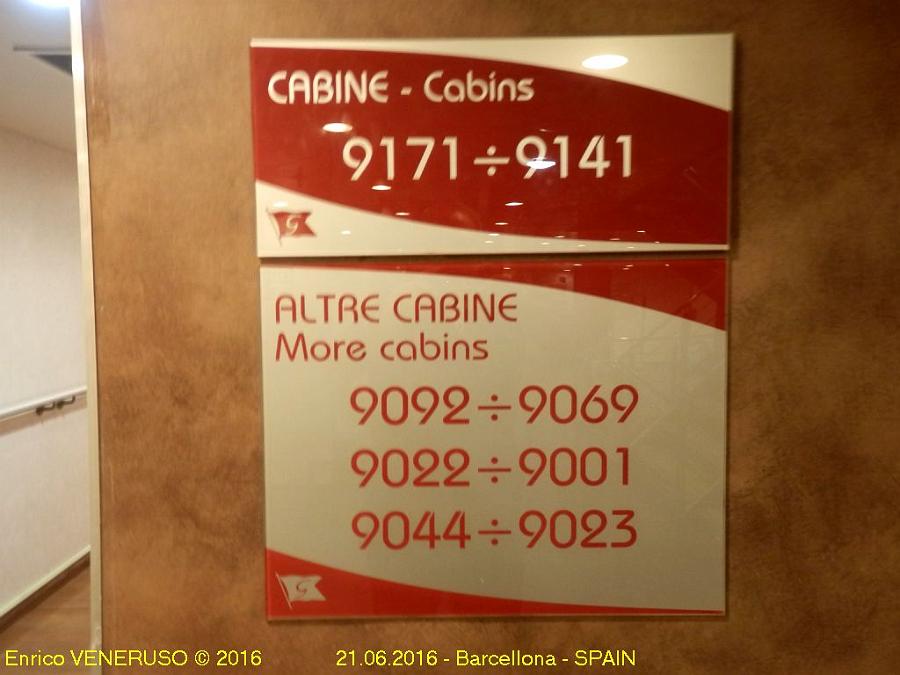 CABINE - Cabins
9171÷9141
G
ALTRE CABINE
More cabins
9092÷9069
9022÷9001
9044÷9023
G
Enrico VENERUSO © 2016 21.06.2016 - Barcellona - SPAIN